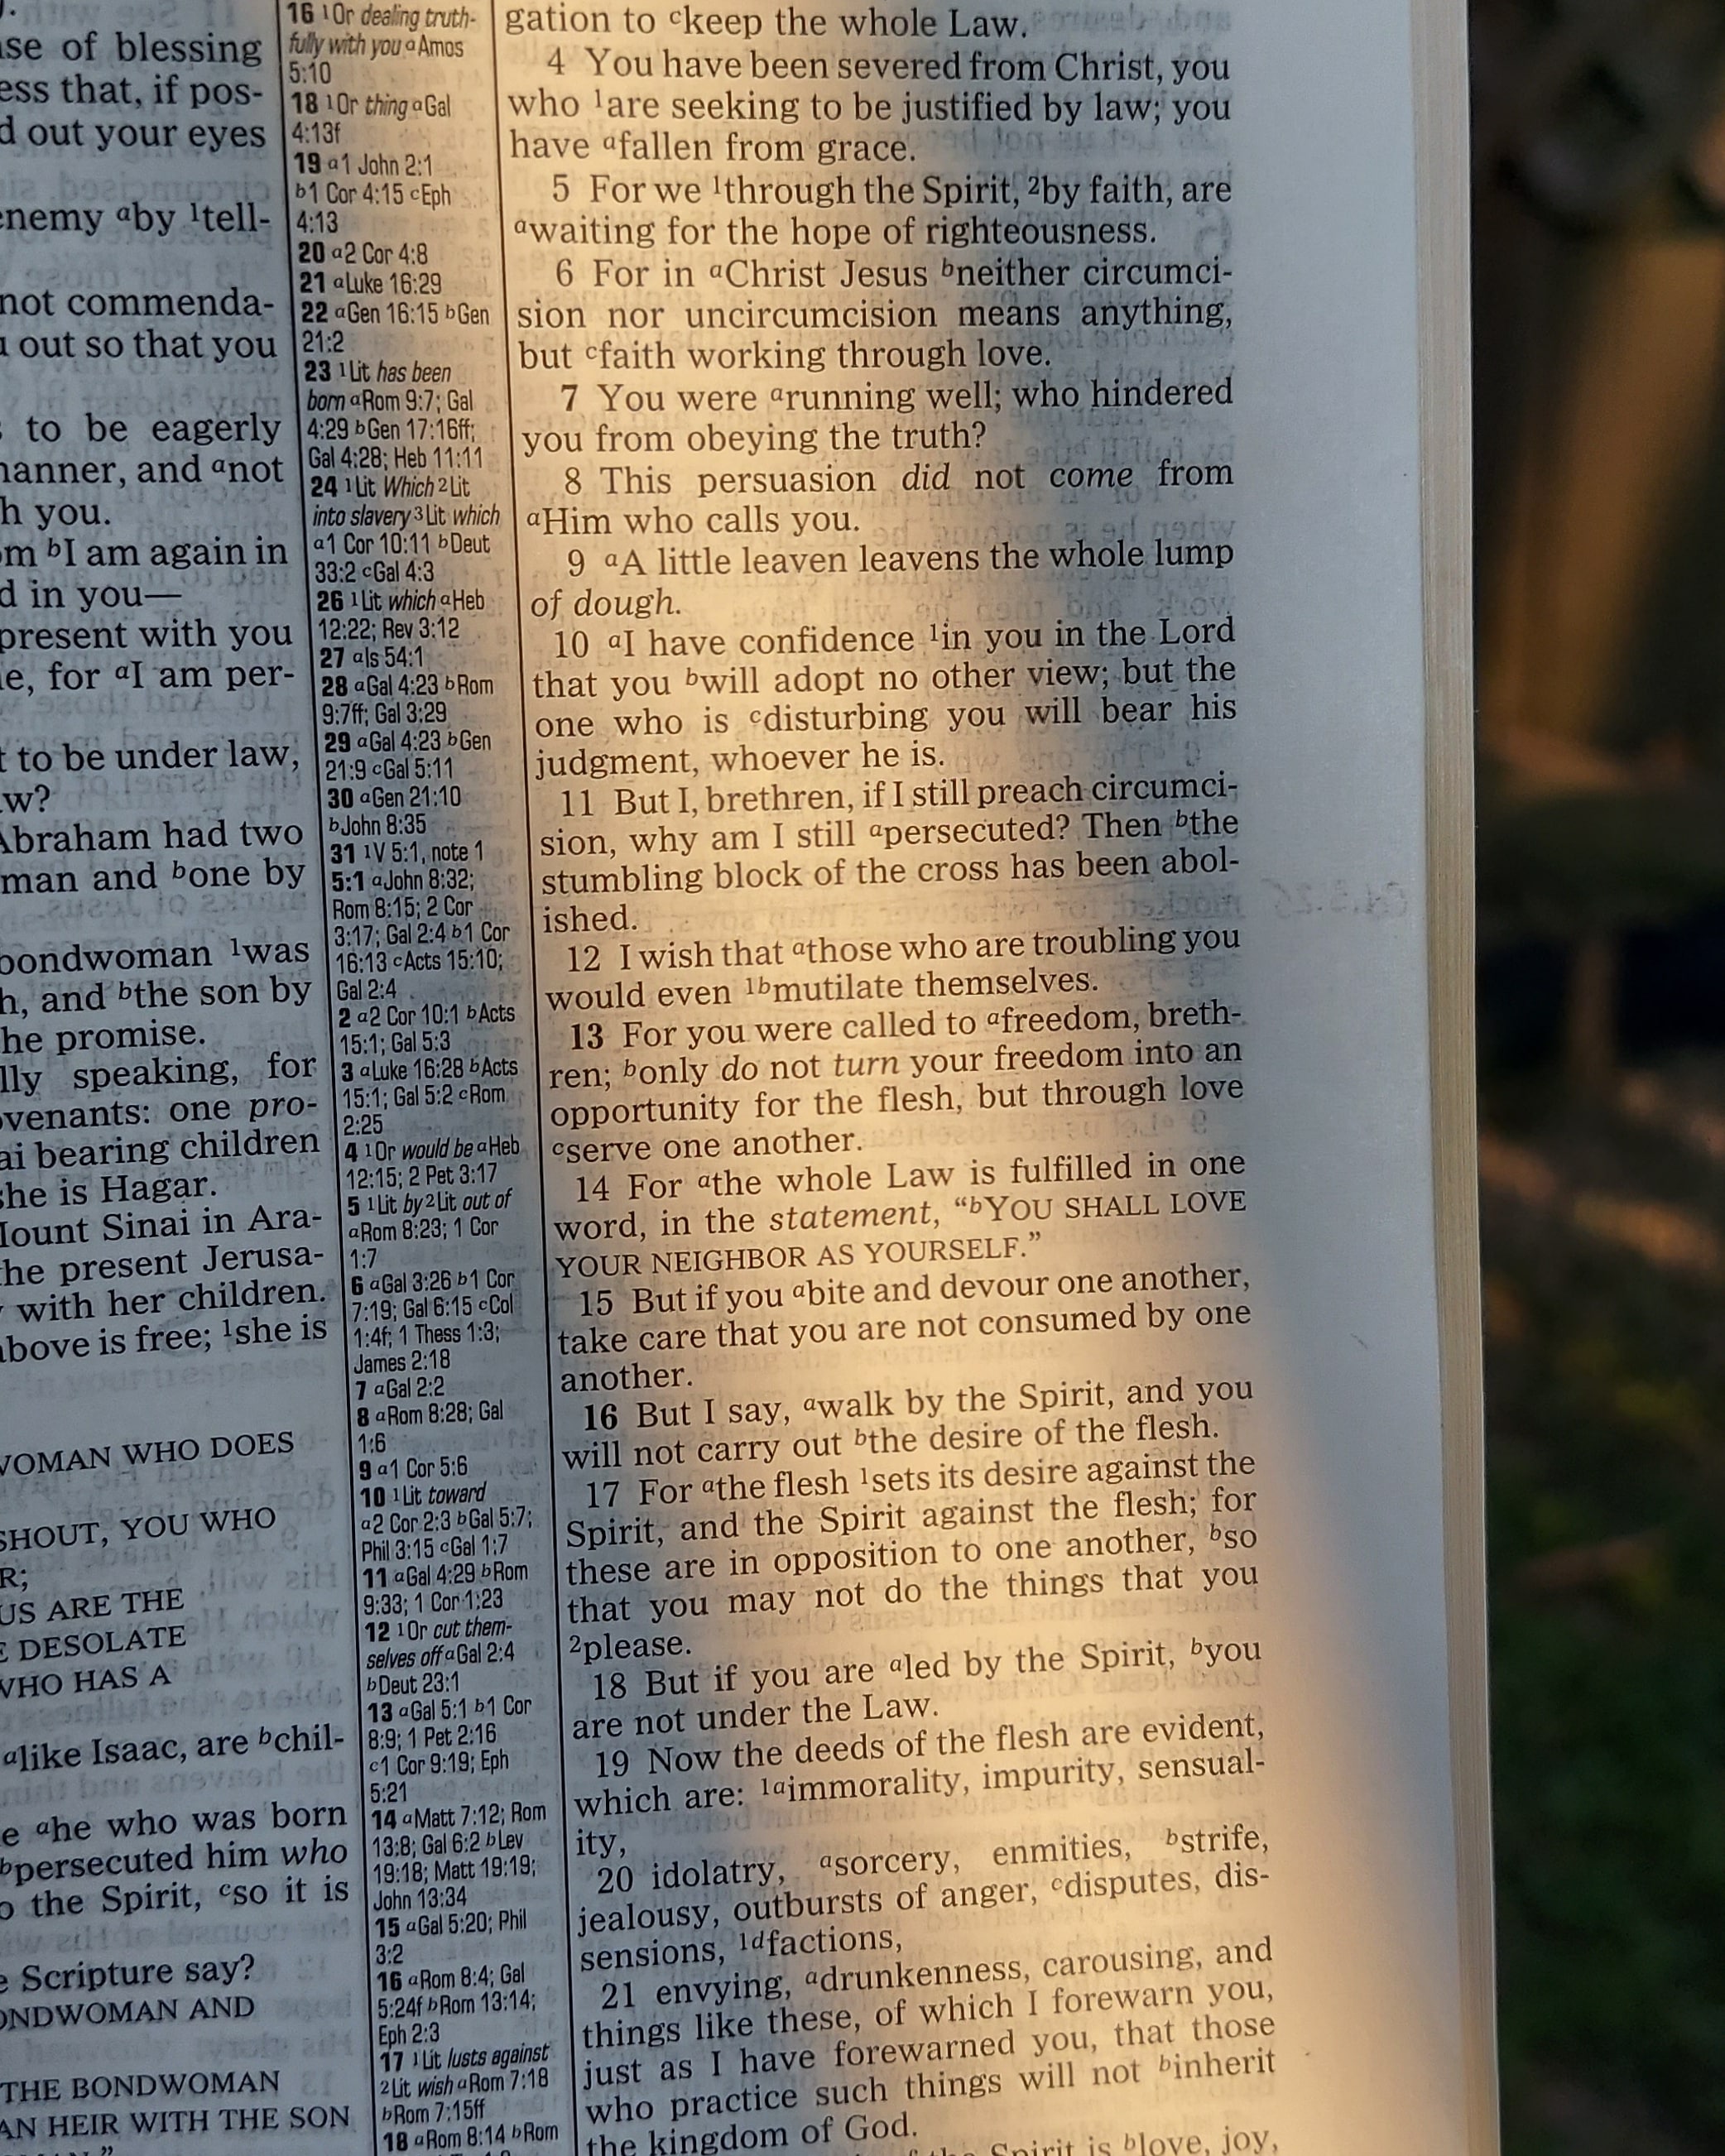 se of blessing
ess that, if pos-
d out your eyes
enemy ᵃby ¹tell-
not commenda-
out so that you
to be eagerly
anner, and ᵃnot
h you.
om ᵇI am again in
d in you—
present with you
e, for ᵃI am per-
t to be under law,
w?
Abraham had two
man and ᵇone by
bondwoman ¹was
h, and ᵇthe son by
he promise.
lly speaking, for
ovenants: one pro-
ai bearing children
she is Hagar.
Mount Sinai in Ara-
the present Jerusa-
with her children.
above is free; ¹she is
WOMAN WHO DOES
SHOUT, YOU WHO
R;
US ARE THE
E DESOLATE
WHO HAS A
ᵃlike Isaac, are ᵇchil-
e ᵃhe who was born
ᵇpersecuted him who
o the Spirit, ᶜso it is
e Scripture say?
ONDWOMAN AND
THE BONDWOMAN
AN HEIR WITH THE SON
16 ¹Or dealing truth-
fully with you ᵃAmos
5:10
18 ¹Or thing ᵃGal
4:13f
19 ᵃ1 John 2:1
ᵇ1 Cor 4:15 ᶜEph
4:13
20 ᵃ2 Cor 4:8
21 ᵃLuke 16:29
22 ᵃGen 16:15 ᵇGen
21:2
23 ¹Lit has been
born ᵃRom 9:7; Gal
4:29 ᵇGen 17:16ff;
Gal 4:28; Heb 11:11
24 ¹Lit Which ²Lit
into slavery ³Lit which
ᵃ1 Cor 10:11 ᵇDeut
33:2 ᶜGal 4:3
26 ¹Lit which ᵃHeb
12:22; Rev 3:12
27 ᵃIs 54:1
28 ᵃGal 4:23 ᵇRom
9:7ff; Gal 3:29
29 ᵃGal 4:23 ᵇGen
21:9 ᶜGal 5:11
30 ᵃGen 21:10
ᵇJohn 8:35
31 ¹V 5:1, note 1
5:1 ᵃJohn 8:32;
Rom 8:15; 2 Cor
3:17; Gal 2:4 ᵇ1 Cor
16:13 ᶜActs 15:10;
Gal 2:4
2 ᵃ2 Cor 10:1 ᵇActs
15:1; Gal 5:3
3 ᵃLuke 16:28 ᵇActs
15:1; Gal 5:2 ᶜRom
2:25
4 ¹Or would be ᵃHeb
12:15; 2 Pet 3:17
5 ¹Lit by ²Lit out of
ᵃRom 8:23; 1 Cor
1:7
6 ᵃGal 3:26 ᵇ1 Cor
7:19; Gal 6:15 ᶜCol
1:4f; 1 Thess 1:3;
James 2:18
7 ᵃGal 2:2
8 ᵃRom 8:28; Gal
1:6
9 ᵃ1 Cor 5:6
10 ¹Lit toward
ᵃ2 Cor 2:3 ᵇGal 5:7;
Phil 3:15 ᶜGal 1:7
11 ᵃGal 4:29 ᵇRom
9:33; 1 Cor 1:23
12 ¹Or cut them-
selves off ᵃGal 2:4
ᵇDeut 23:1
13 ᵃGal 5:1 ᵇ1 Cor
8:9; 1 Pet 2:16
ᶜ1 Cor 9:19; Eph
5:21
14 ᵃMatt 7:12; Rom
13:8; Gal 6:2 ᵇLev
19:18; Matt 19:19;
John 13:34
15 ᵃGal 5:20; Phil
3:2
16 ᵃRom 8:4; Gal
5:24f ᵇRom 13:14;
Eph 2:3
17 ¹Lit lusts against
²Lit wish ᵃRom 7:18
ᵇRom 7:15ff
18 ᵃRom 8:14 ᵇRom
gation to ᶜkeep the whole Law.
4 You have been severed from Christ, you
who ¹are seeking to be justified by law; you
have ᵃfallen from grace.
5 For we ¹through the Spirit, ²by faith, are
ᵃwaiting for the hope of righteousness.
6 For in ᵃChrist Jesus ᵇneither circumci-
sion nor uncircumcision means anything,
but ᶜfaith working through love.
7 You were ᵃrunning well; who hindered
you from obeying the truth?
8 This persuasion did not come from
ᵃHim who calls you.
9 ᵃA little leaven leavens the whole lump
of dough.
10 ᵃI have confidence ¹in you in the Lord
that you ᵇwill adopt no other view; but the
one who is ᶜdisturbing you will bear his
judgment, whoever he is.
11 But I, brethren, if I still preach circumci-
sion, why am I still ᵃpersecuted? Then ᵇthe
stumbling block of the cross has been abol-
ished.
12 I wish that ᵃthose who are troubling you
would even ¹ᵇmutilate themselves.
13 For you were called to ᵃfreedom, breth-
ren; ᵇonly do not turn your freedom into an
opportunity for the flesh, but through love
ᶜserve one another.
14 For ᵃthe whole Law is fulfilled in one
word, in the statement, “ᵇYOU SHALL LOVE
YOUR NEIGHBOR AS YOURSELF.”
15 But if you ᵃbite and devour one another,
take care that you are not consumed by one
another.
16 But I say, ᵃwalk by the Spirit, and you
will not carry out ᵇthe desire of the flesh.
17 For ᵃthe flesh ¹sets its desire against the
Spirit, and the Spirit against the flesh; for
these are in opposition to one another, ᵇso
that you may not do the things that you
²please.
18 But if you are ᵃled by the Spirit, ᵇyou
are not under the Law.
19 Now the deeds of the flesh are evident,
which are: ¹ᵃimmorality, impurity, sensual-
ity,
20 idolatry, ᵃsorcery, enmities, ᵇstrife,
jealousy, outbursts of anger, ᶜdisputes, dis-
sensions, ¹ᵈfactions,
21 envying, ᵃdrunkenness, carousing, and
things like these, of which I forewarn you,
just as I have forewarned you, that those
who practice such things will not ᵇinherit
the kingdom of God.
the Spirit is ᵇlove, joy,